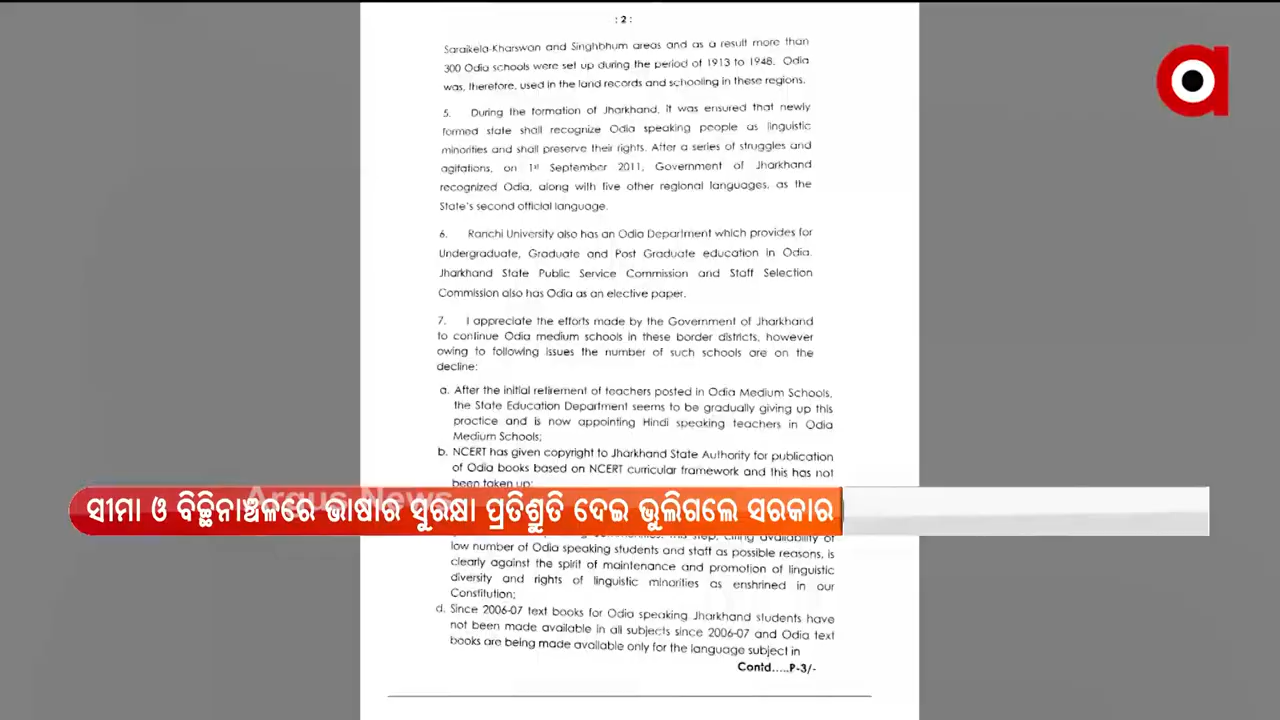 : 2 :
Saraikela-Kharswan and Singhbhum areas and as a result more than
300 Odia schools were set up during the period of 1913 to 1948. Odia
was, therefore, used in the land records and schooling in these regions.
5. During the formation of Jharkhand, it was ensured that newly
formed state shall recognize Odia speaking people as linguistic
minorities and shall preserve their rights. After a series of struggles and
agitations, on 1st September 2011, Government of Jharkhand
recognized Odia, along with five other regional languages, as the
State's second official language.
6. Ranchi University also has an Odia Department which provides for
Undergraduate, Graduate and Post Graduate education in Odia.
Jharkhand State Public Service Commission and Staff Selection
Commission also has Odia as an elective paper.
7. I appreciate the efforts made by the Government of Jharkhand
to continue Odia medium schools in these border districts, however
owing to following issues the number of such schools are on the
decline:
a. After the initial retirement of teachers posted in Odia Medium Schools,
the State Education Department seems to be gradually giving up this
practice and is now appointing Hindi speaking teachers in Odia
Medium Schools;
b. NCERT has given copyright to Jharkhand State Authority for publication
of Odia books based on NCERT curricular framework and this has not
been taken up;
Argus News
ସୀମା ଓ ବିଚ୍ଛିନାଞ୍ଚଳରେ ଭାଷାର ସୁରକ୍ଷା ପ୍ରତିଶ୍ରୁତି ଦେଇ ଭୁଲିଗଲେ ସରକାର
This step, citing availability of
low number of Odia speaking students and staff as possible reasons, is
clearly against the spirit of maintenance and promotion of linguistic
diversity and rights of linguistic minorities as enshrined in our
Constitution;
d. Since 2006-07 text books for Odia speaking Jharkhand students have
not been made available in all subjects since 2006-07 and Odia text
books are being made available only for the language subject in
Contd.....P-3/-